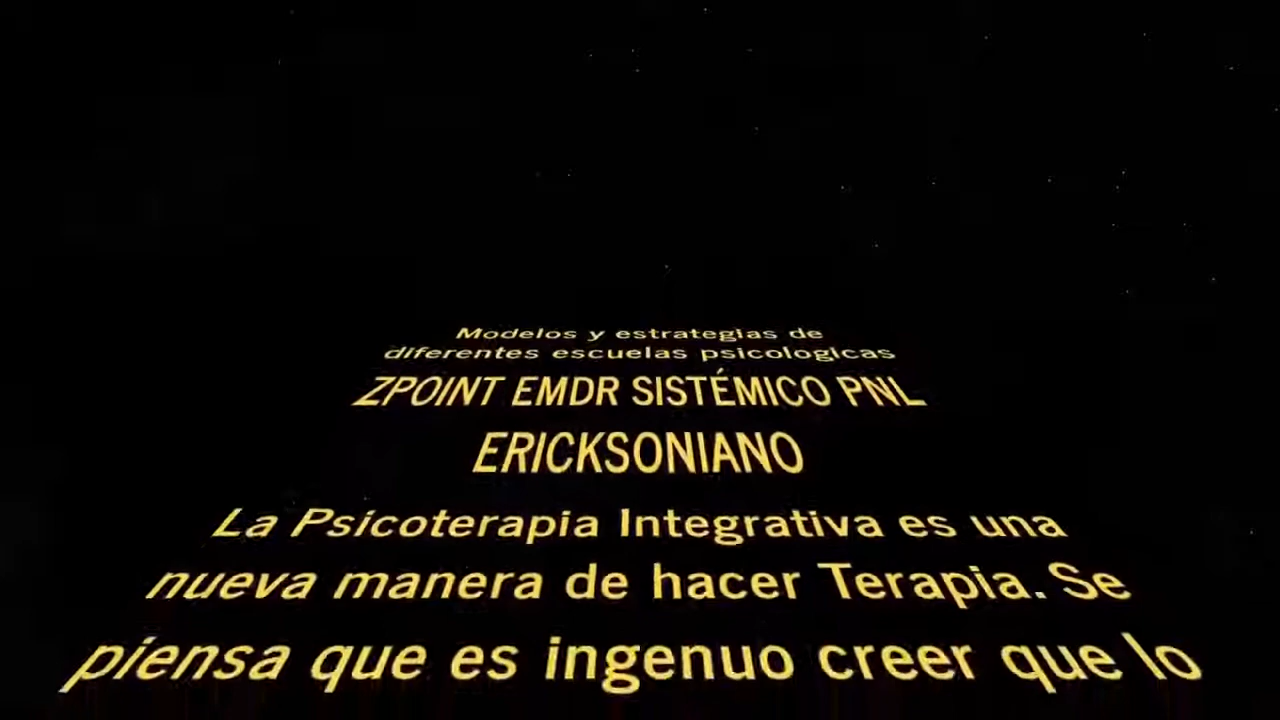 Modelos y estrategias de
diferentes escuelas psicologicas
ZPOINT EMDR SISTÉMICO PNL
ERICKSONIANO
La Psicoterapia Integrativa es una
nueva manera de hacer Terapia. Se
piensa que es ingenuo creer que lo